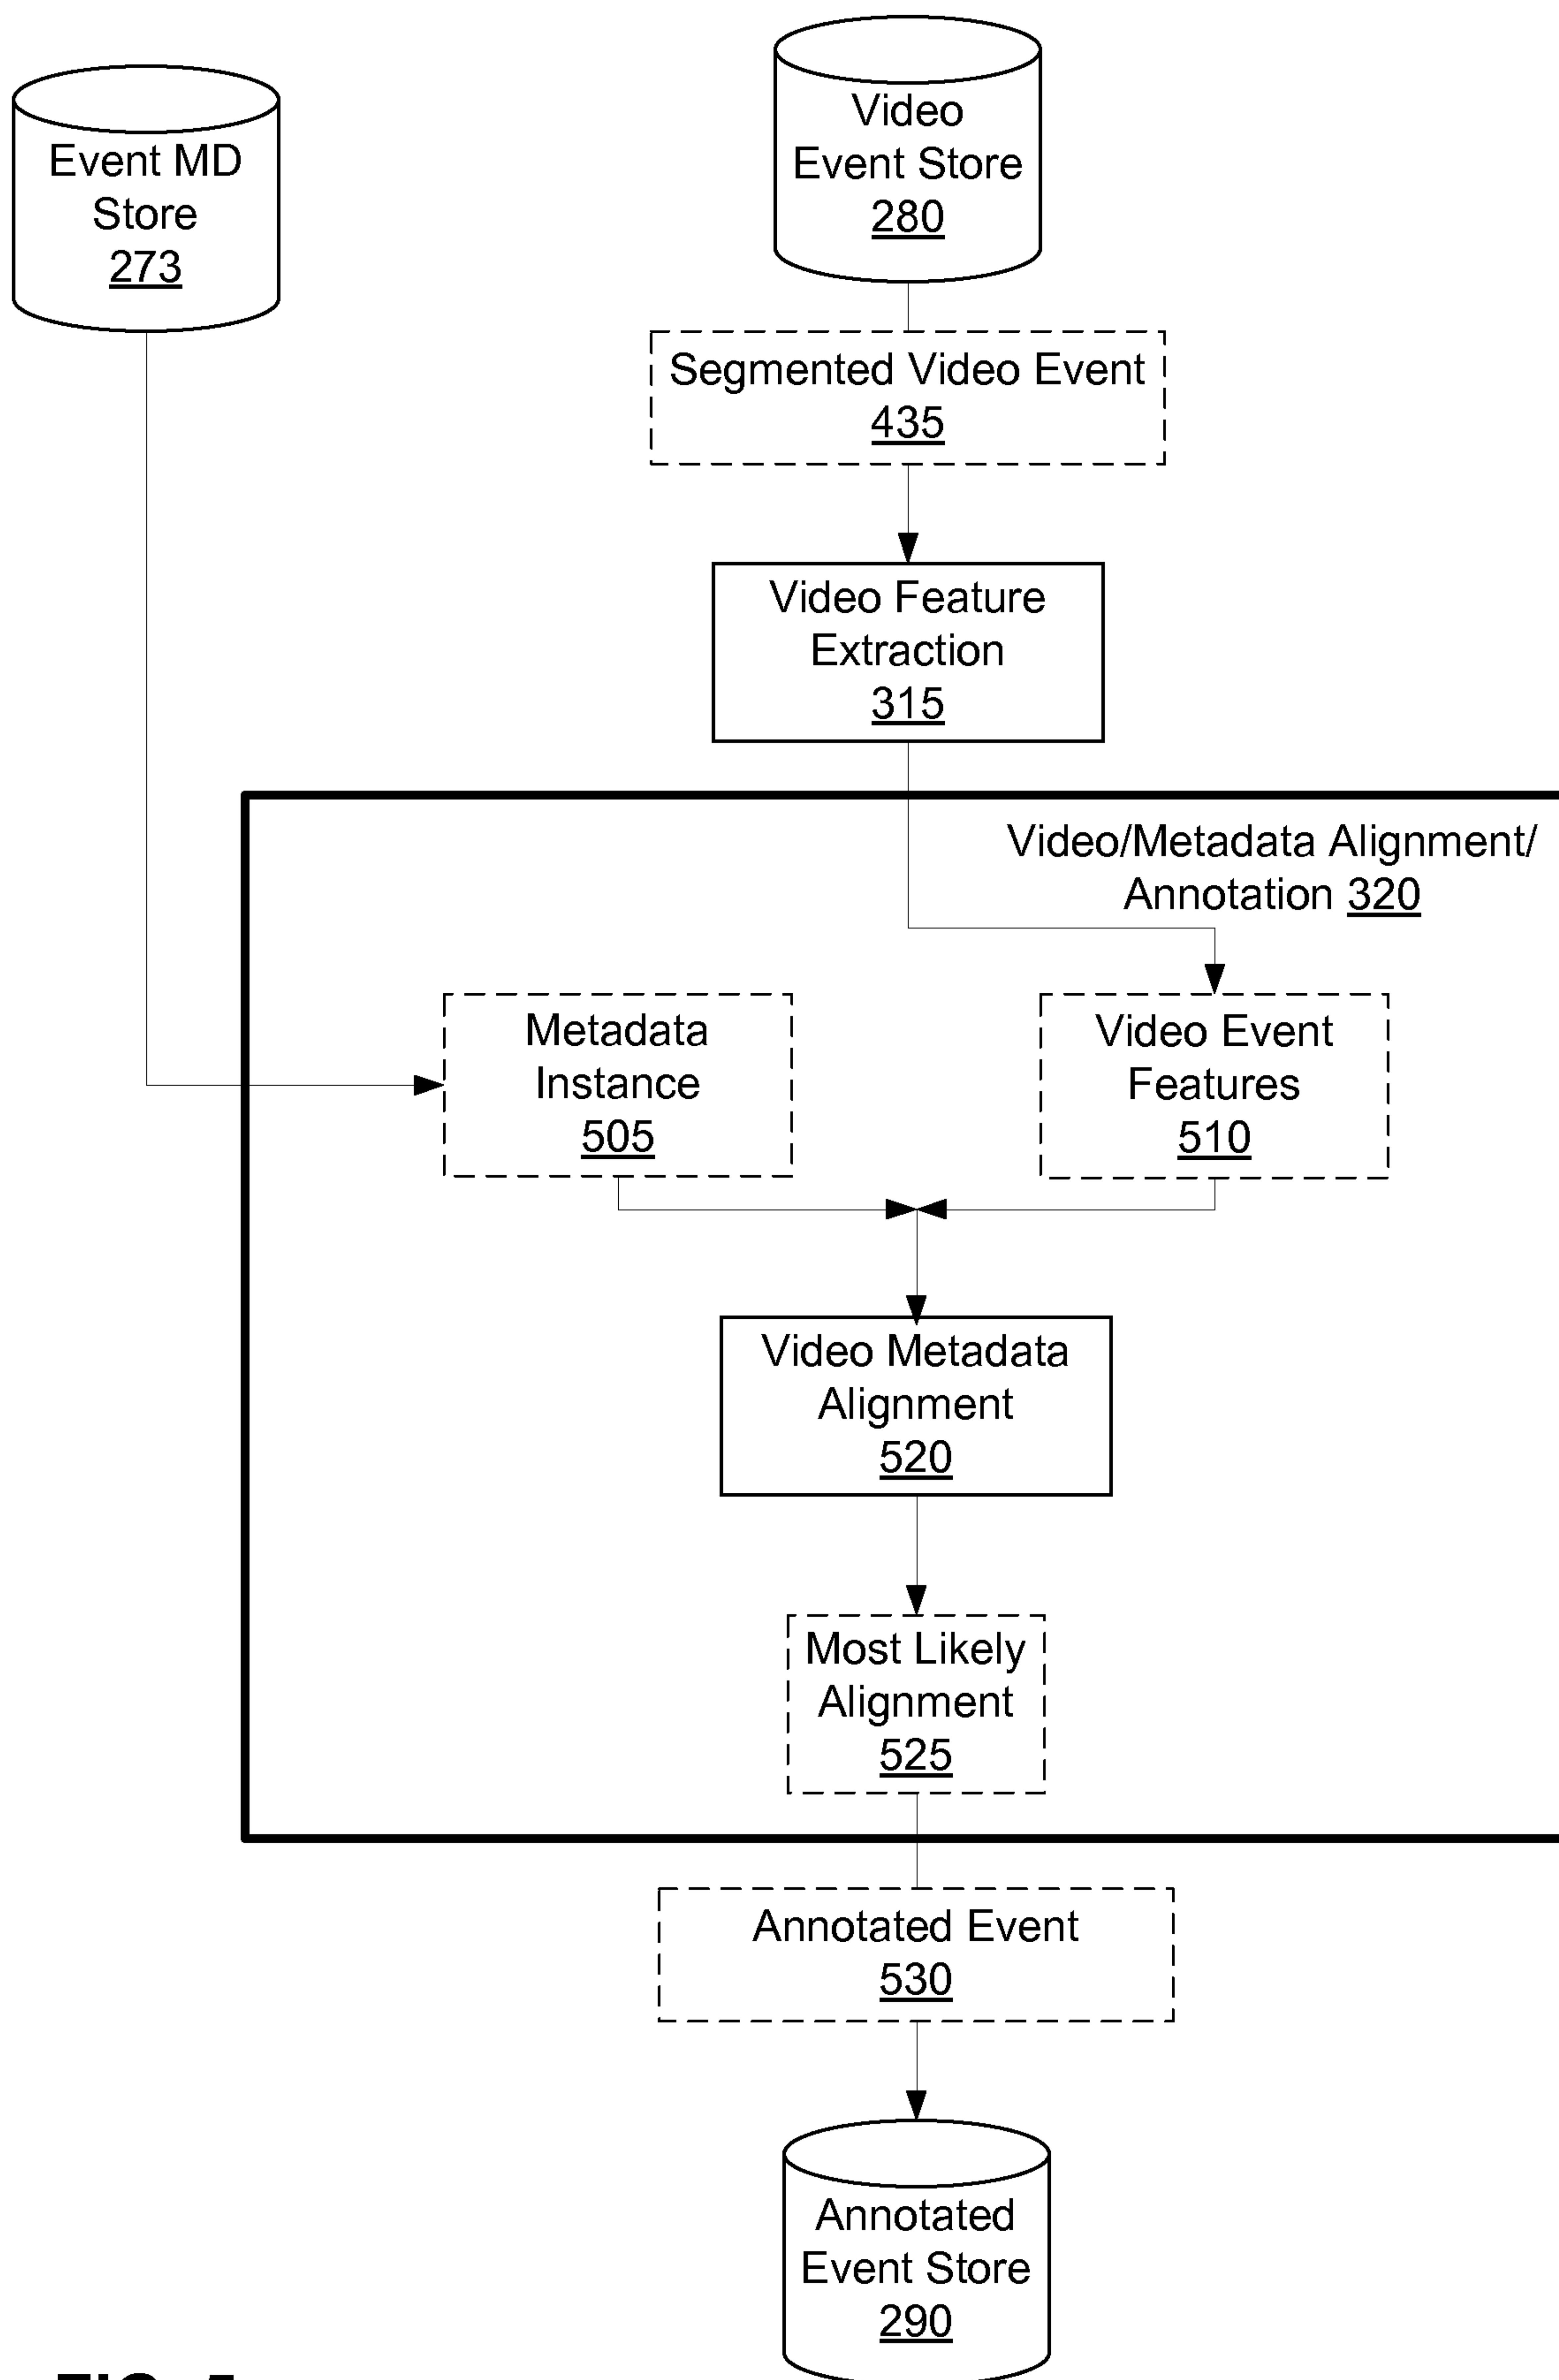 Event MD
Store
273
Video
Event Store
280
Segmented Video Event
435
Video Feature
Extraction
315
Video/Metadata Alignment/
Annotation 320
Metadata
Instance
505
Video Event
Features
510
Video Metadata
Alignment
520
Most Likely
Alignment
525
Annotated Event
530
Annotated
Event Store
290